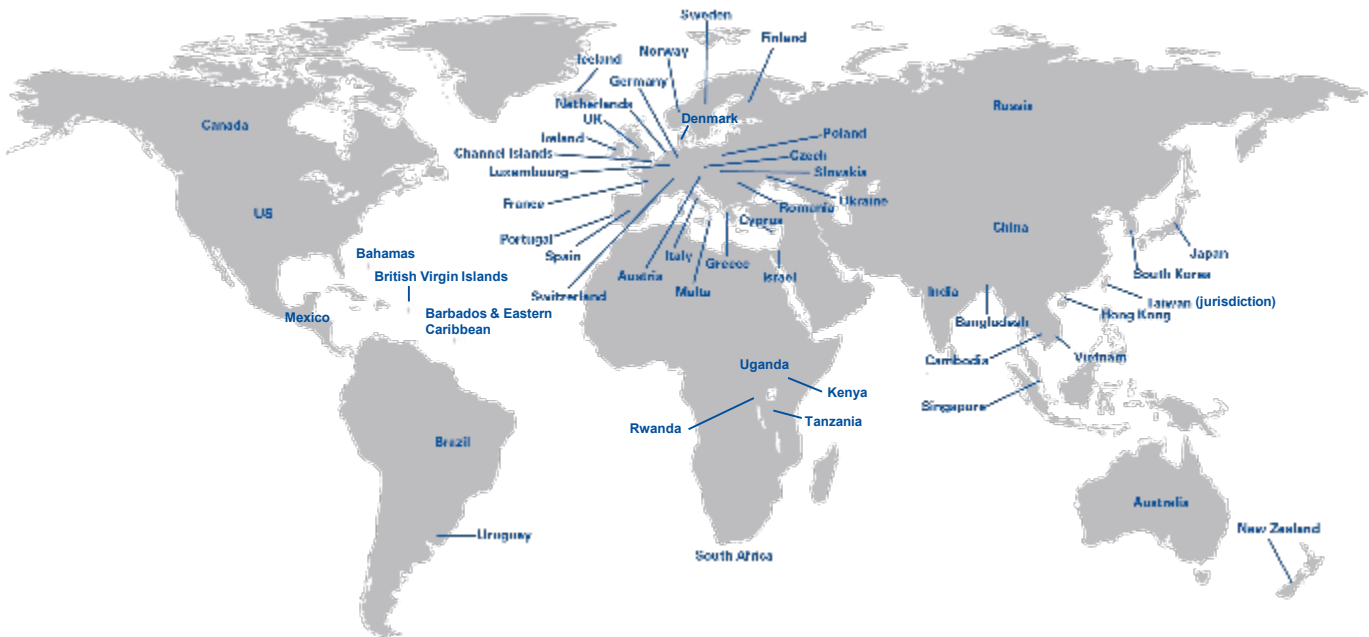 Sweden
Finland
Norway
Iceland
Germany
Netherlands
UK
Denmark
Ireland
Channel Islands
Luxembourg
Poland
Czech
Slovakia
Ukraine
Romania
France
Cyprus
Portugal
Spain
Italy
Greece
Israel
Austria
Malta
Switzerland
Russia
Canada
US
China
Japan
South Korea
Bahamas
British Virgin Islands
Mexico
Barbados & Eastern
Caribbean
India
Taiwan (jurisdiction)
Hong Kong
Bangladesh
Cambodia
Vietnam
Singapore
Uganda
Kenya
Rwanda
Tanzania
Brazil
Uruguay
South Africa
Australia
New Zealand